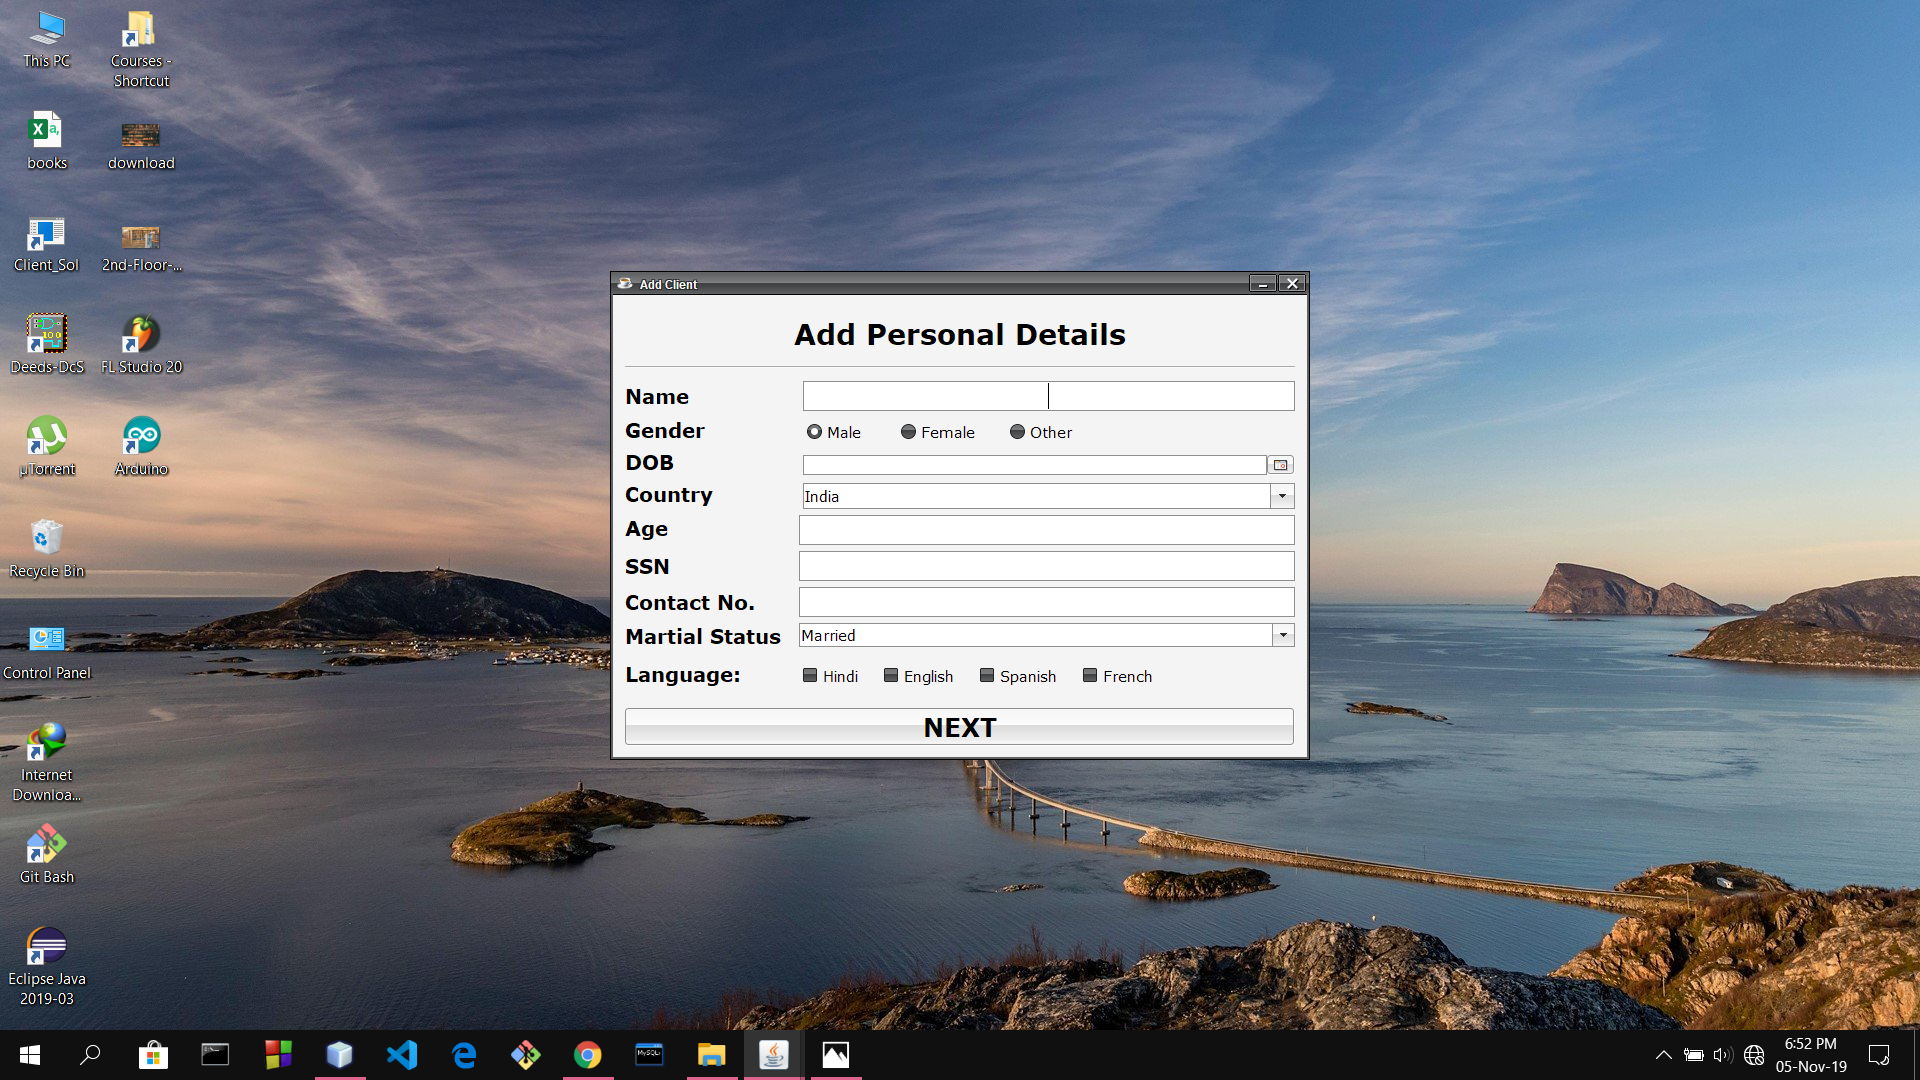 This PC
Courses -
Shortcut
books
download
Client_Sol
2nd-Floor-...
Deeds-DcS
FL Studio 20
µTorrent
Arduino
Recycle Bin
Control Panel
Internet
Downloa...
Git Bash
Eclipse Java
2019-03
Add Client
Add Personal Details
Name
Gender Male Female Other
DOB
Country India
Age
SSN
Contact No.
Martial Status Married
Language: Hindi English Spanish French
NEXT
MySQL
6:52 PM
05-Nov-19